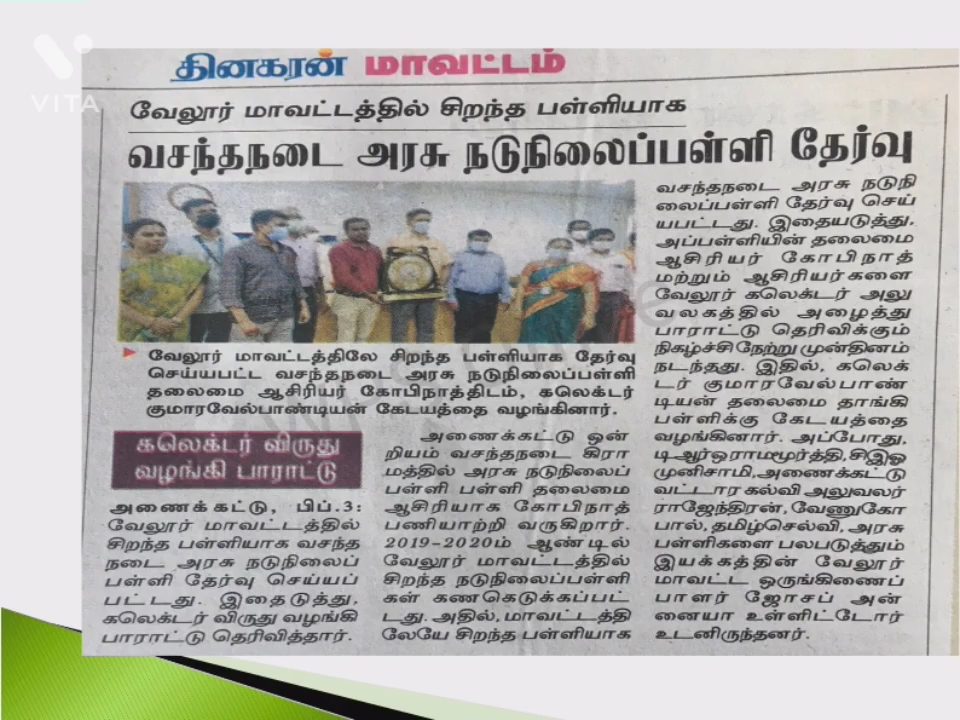 VITA
தினகரன் மாவட்டம்
வேலூர் மாவட்டத்தில் சிறந்த பள்ளியாக
வசந்தநடை அரசு நடுநிலைப்பள்ளி தேர்வு
வேலூர் மாவட்டத்திலே சிறந்த பள்ளியாக தேர்வு
செய்யபட்ட வசந்தநடை அரசு நடுநிலைப்பள்ளி
தலைமை ஆசிரியர் கோபிநாத்திடம், கலெக்டர்
குமாரவேல்பாண்டியன் கேடயத்தை வழங்கினார்.
கலெக்டர் விருது
வழங்கி பாராட்டு
அணைக்கட்டு, பிப்.3:
வேலூர் மாவட்டத்தில்
சிறந்த பள்ளியாக வசந்த
நடை அரசு நடுநிலைப்
பள்ளி தேர்வு செய்யப்
பட்டது. இதைடுத்து,
கலெக்டர் விருது வழங்கி
பாராட்டு தெரிவித்தார்.
அணைக்கட்டு ஒன்
றியம் வசந்தநடை கிரா
மத்தில் அரசு நடுநிலைப்
பள்ளி பள்ளி தலைமை
ஆசிரியாக கோபிநாத்
பணியாற்றி வருகிறார்.
2019-2020ம் ஆண்டில்
வேலூர் மாவட்டத்தில்
சிறந்த நடுநிலைப்பள்ளி
கள் கணகெடுக்கப்பட்
டது. அதில், மாவட்டத்தி
லேயே சிறந்த பள்ளியாக
வசந்தநடை அரசு நடுநி
லைப்பள்ளி தேர்வு செய்
யபட்டது. இதையடுத்து,
அப்பள்ளியின் தலைமை
ஆசிரியர் கோபிநாத்
மற்றும் ஆசிரியர்களை
வேலூர் கலெக்டர் அலு
வலகத்தில் அழைத்து
பாராட்டு தெரிவிக்கும்
நிகழ்ச்சி நேற்று முன்தினம்
நடந்தது. இதில், கலெக்
டர் குமாரவேல்பாண்
டியன் தலைமை தாங்கி
பள்ளிக்கு கேடயத்தை
வழங்கினார். அப்போது,
டிஆர்ஓ ராமமூர்த்தி, சிஇஓ
முனிசாமி, அணைக்கட்டு
வட்டார கல்வி அலுவலர்
ராஜேந்திரன், வேணுகோ
பால், தமிழ்செல்வி, அரசு
பள்ளிகளை பலபடுத்தும்
இயக்கத்தின் வேலூர்
மாவட்ட ஒருங்கிணைப்
பாளர் ஜோசப் அன்
னையா உள்ளிட்டோர்
உடனிருந்தனர்.